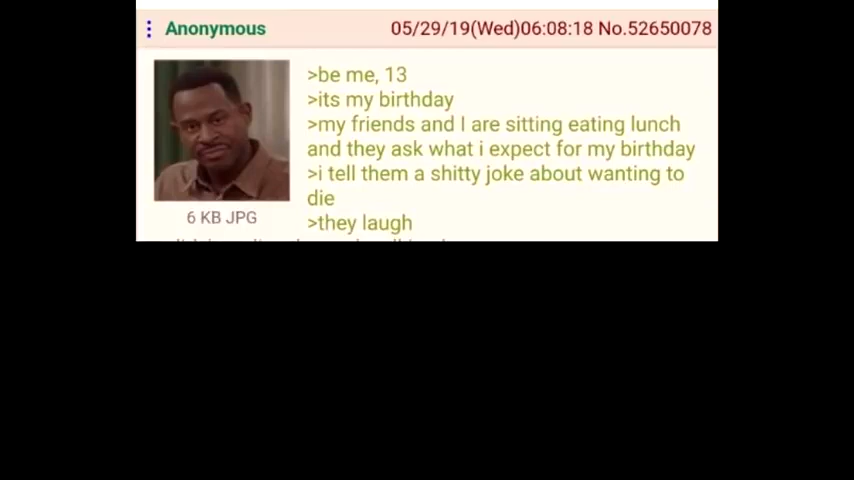 Anonymous 05/29/19(Wed)06:08:18 No.52650078
>be me, 13
>its my birthday
>my friends and I are sitting eating lunch
and they ask what i expect for my birthday
>i tell them a shitty joke about wanting to
die
>they laugh
6 KB JPG